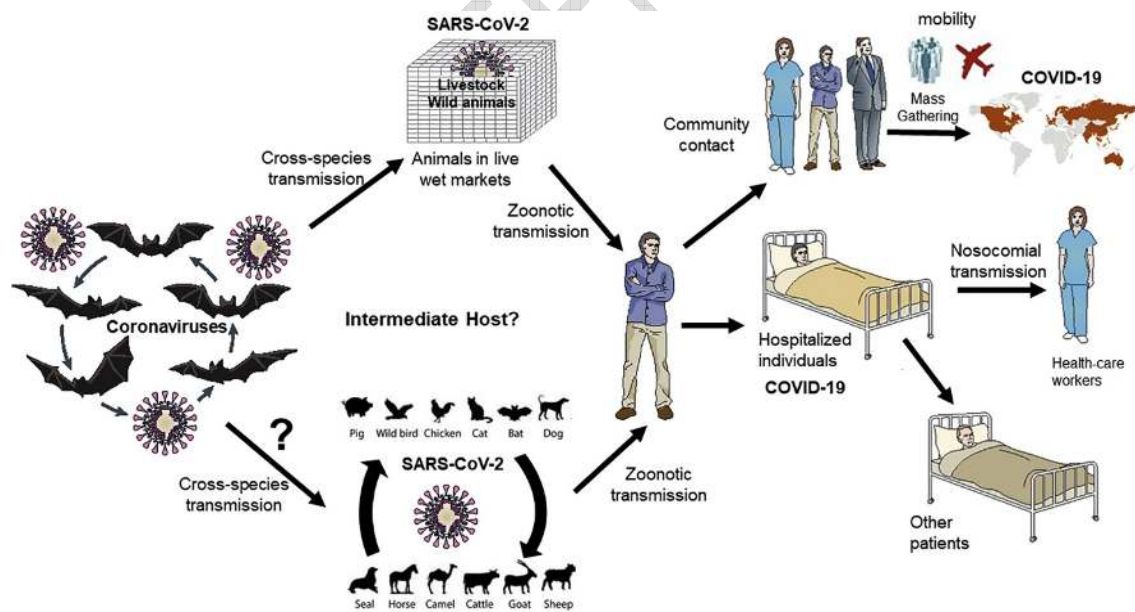 SARS-CoV-2
Livestock
Wild animals
Cross-species
transmission
Animals in live
wet markets
Zoonotic
transmission
Coronaviruses
Intermediate Host?
?
Cross-species
transmission
Pig Wild bird Chicken Cat Bat Dog
SARS-CoV-2
Seal Horse Camel Cattle Goat Sheep
Zoonotic
transmission
Community
contact
mobility
Mass
Gathering
COVID-19
Hospitalized
individuals
COVID-19
Nosocomial
transmission
Health-care
workers
Other
patients